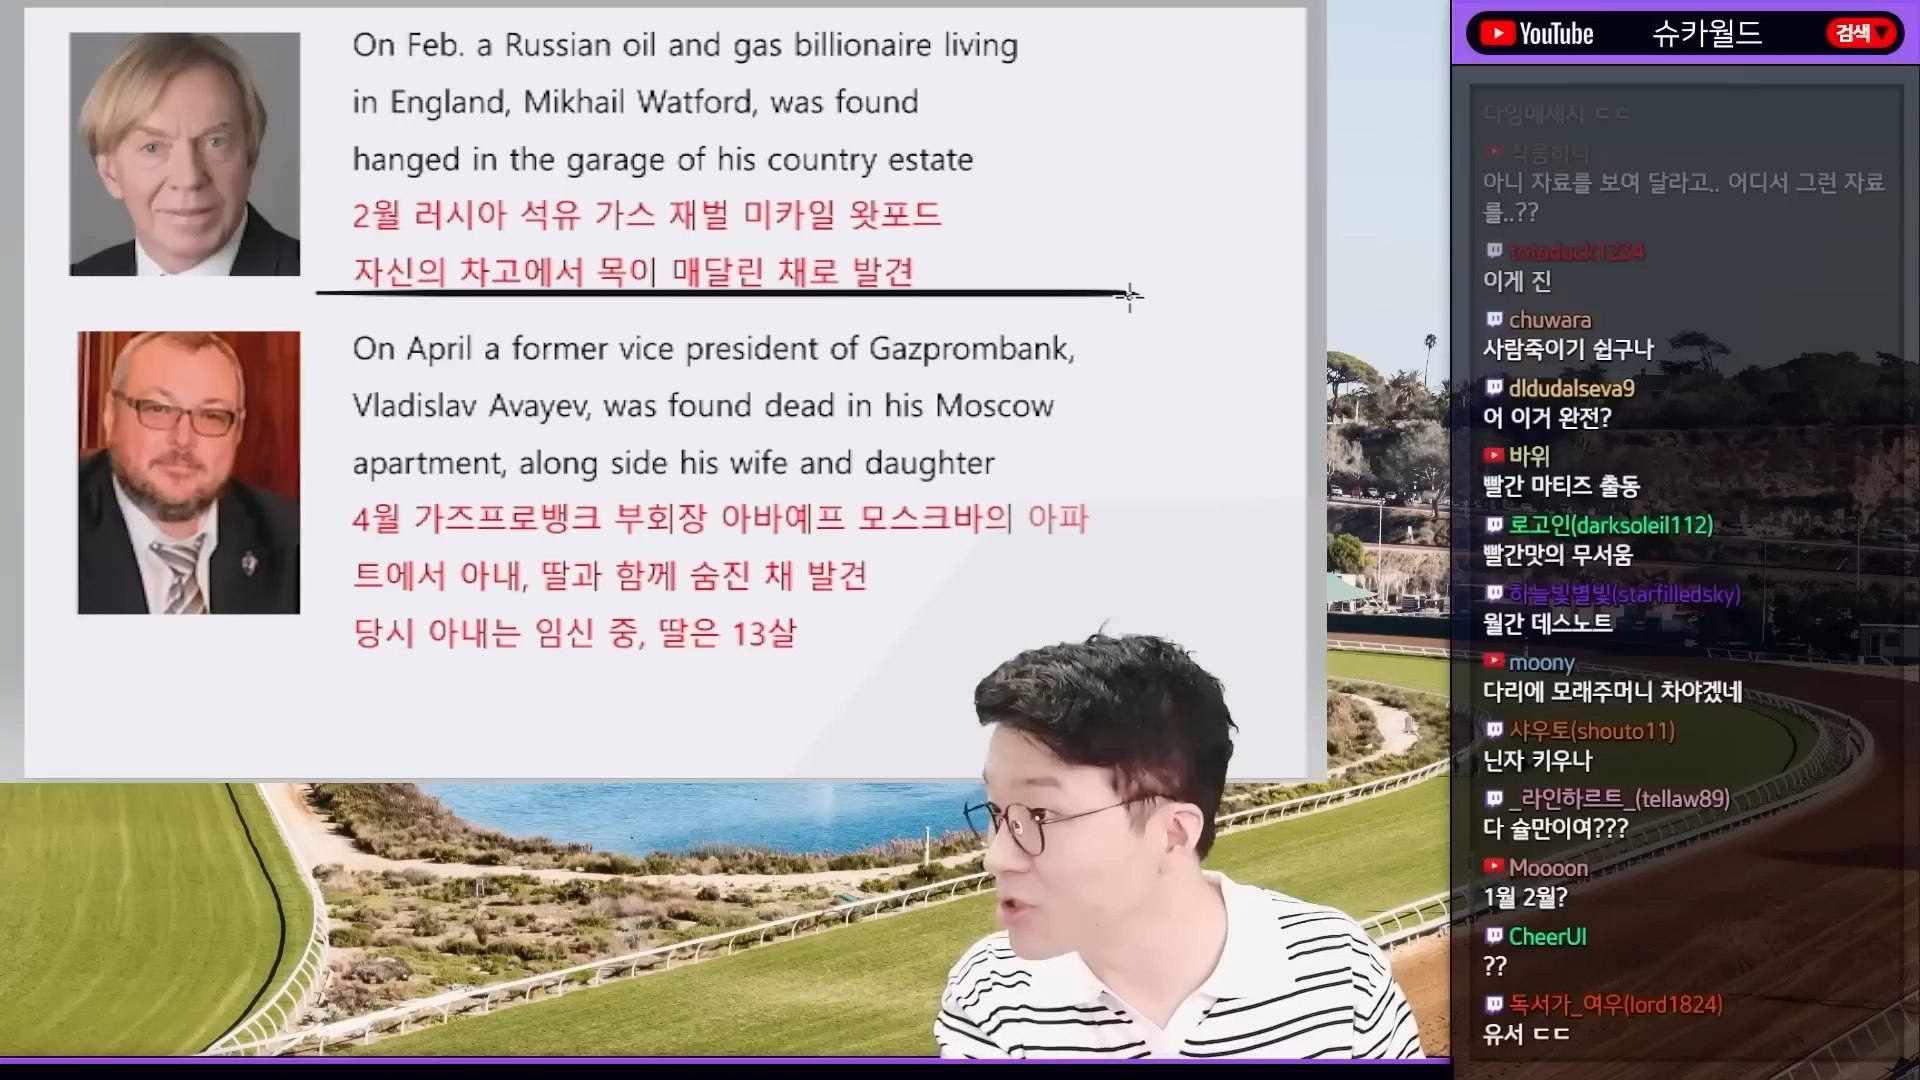 On Feb. a Russian oil and gas billionaire living
in England, Mikhail Watford, was found
hanged in the garage of his country estate
2월 러시아 석유 가스 재벌 미카일 왓포드
자신의 차고에서 목이 매달린 채로 발견
On April a former vice president of Gazprombank,
Vladislav Avayev, was found dead in his Moscow
apartment, along side his wife and daughter
4월 가즈프로뱅크 부회장 아바예프 모스크바의 아파
트에서 아내, 딸과 함께 숨진 채 발견
당시 아내는 임신 중, 딸은 13살
YouTube 슈카월드 검색
다잉메세지 ㄷㄷ
아니 자료를 보여 달라고.. 어디서 그런 자료
를..??
totoduck1234
이게 진
chuwara
사람죽이기 쉽구나
dldudalseva9
어 이거 완전?
바위
빨간 마티즈 출동
로고인(darksoleil112)
빨간맛의 무서움
하늘빛별빛(starfilledsky)
월간 데스노트
moony
다리에 모래주머니 차야겠네
샤우토(shouto11)
닌자 키우나
_라인하르트_(tellaw89)
다 슐만이여???
Moooon
1월 2월?
CheerUI
??
독서가_여우(lord1824)
유서 ㄷㄷ